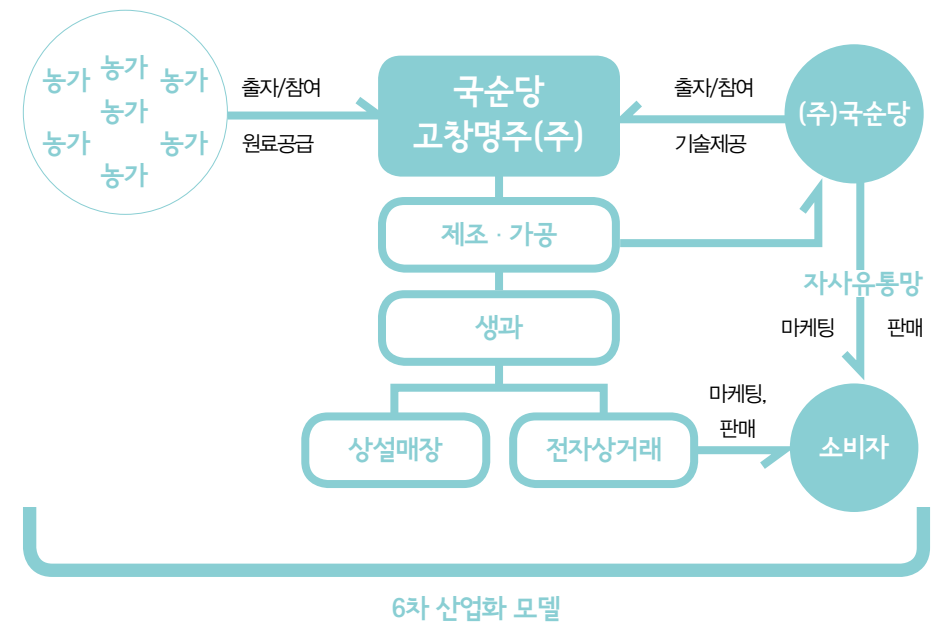 농가
농가
농가
농가
농가
농가
농가
출자/참여
원료공급
국순당
고창명주(주)
출자/참여
기술제공
(주)국순당
제조 · 가공
자사유통망
마케팅
판매
생과
상설매장
전자상거래
마케팅,
판매
소비자
6차 산업화 모델